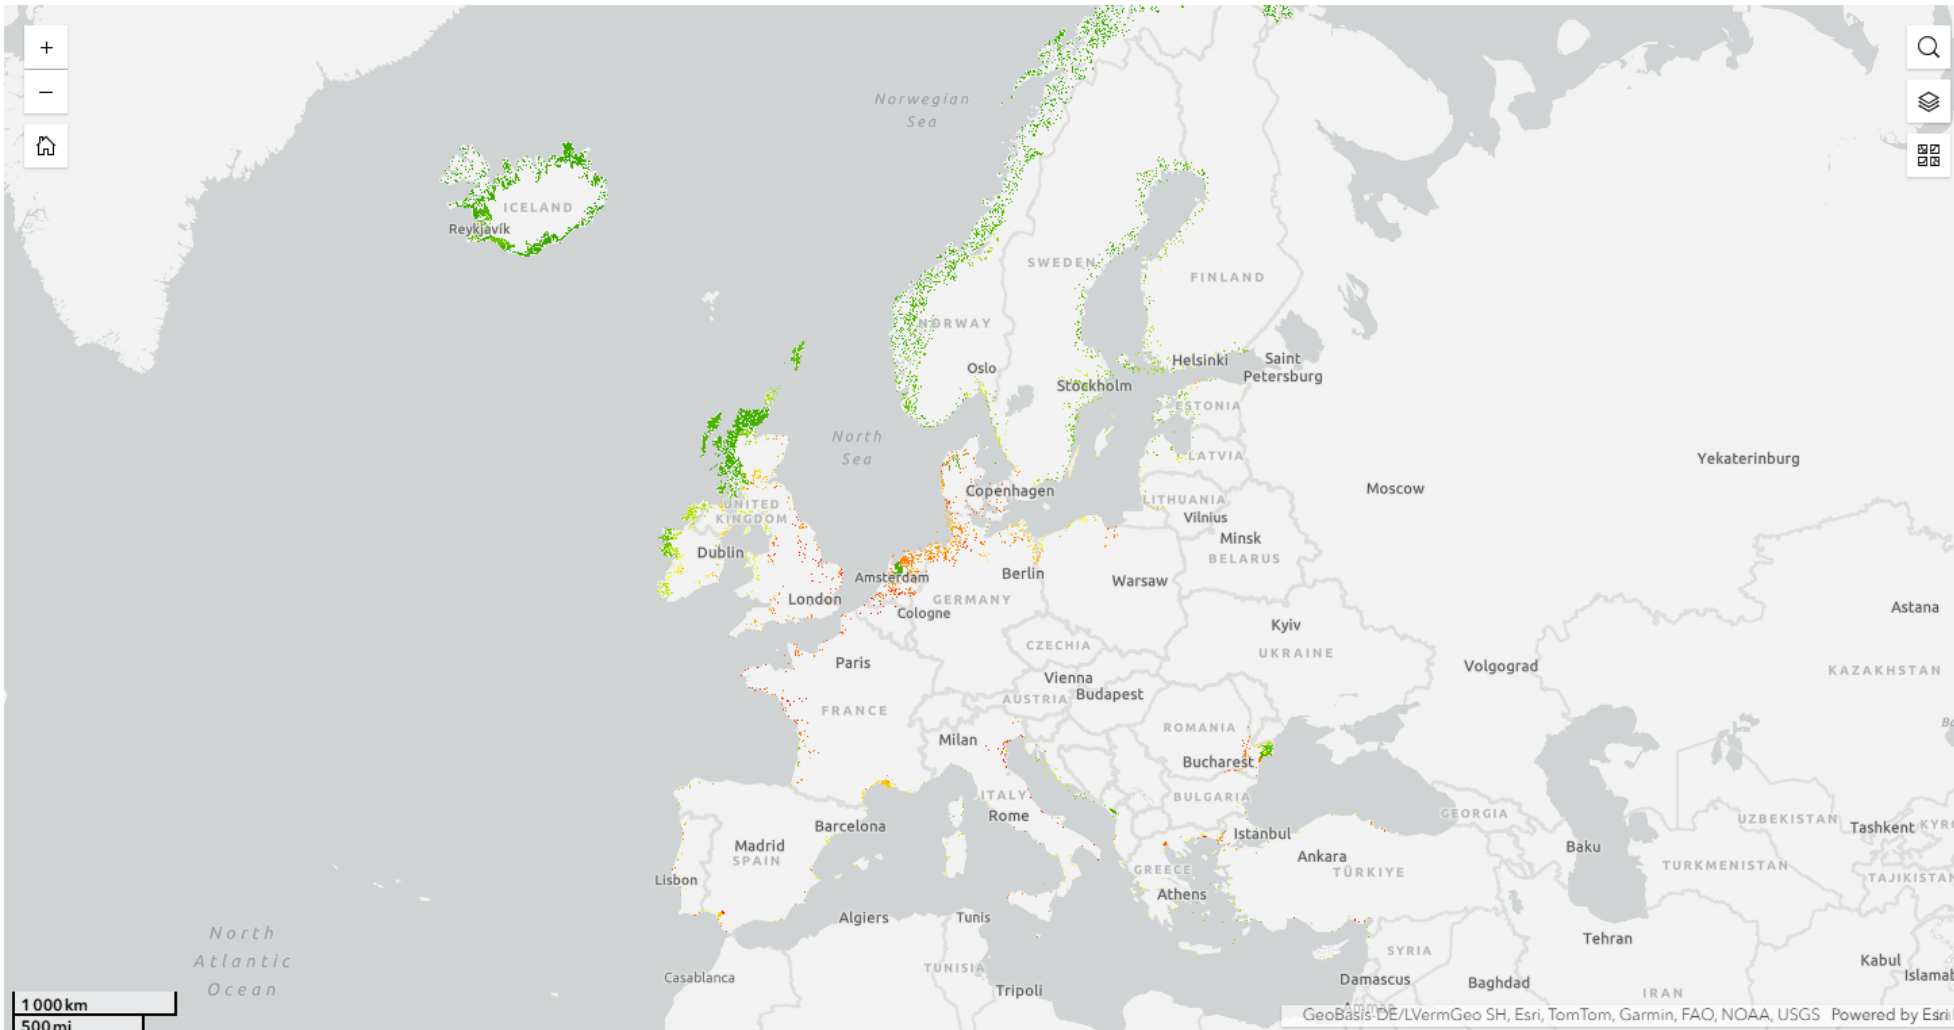 +
−
Norwegian
Sea
ICELAND
Reykjavík
SWEDEN
FINLAND
NORWAY
Oslo
Helsinki
Saint
Petersburg
Stockholm
ESTONIA
North
Sea
LATVIA
Yekaterinburg
Copenhagen
Moscow
LITHUANIA
UNITED
KINGDOM
Vilnius
Minsk
Dublin
BELARUS
Amsterdam
Berlin
Warsaw
London
GERMANY
Cologne
Astana
Kyiv
CZECHIA
UKRAINE
Paris
Volgograd
KAZAKHSTAN
Vienna
Budapest
AUSTRIA
FRANCE
ROMANIA
Milan
Bucharest
ITALY
BULGARIA
Rome
GEORGIA
UZBEKISTAN
Barcelona
Istanbul
Tashkent
Madrid
SPAIN
Baku
Ankara
TÜRKIYE
GREECE
TURKMENISTAN
Lisbon
Athens
TAJIKISTAN
Algiers
Tunis
North
Atlantic
Ocean
Tehran
SYRIA
Kabul
TUNISIA
Casablanca
Damascus
Baghdad
Islamab
Tripoli
IRAN
1 000 km
500 mi
GeoBasis-DE/LVermGeo SH, Esri, TomTom, Garmin, FAO, NOAA, USGS Powered by Esri